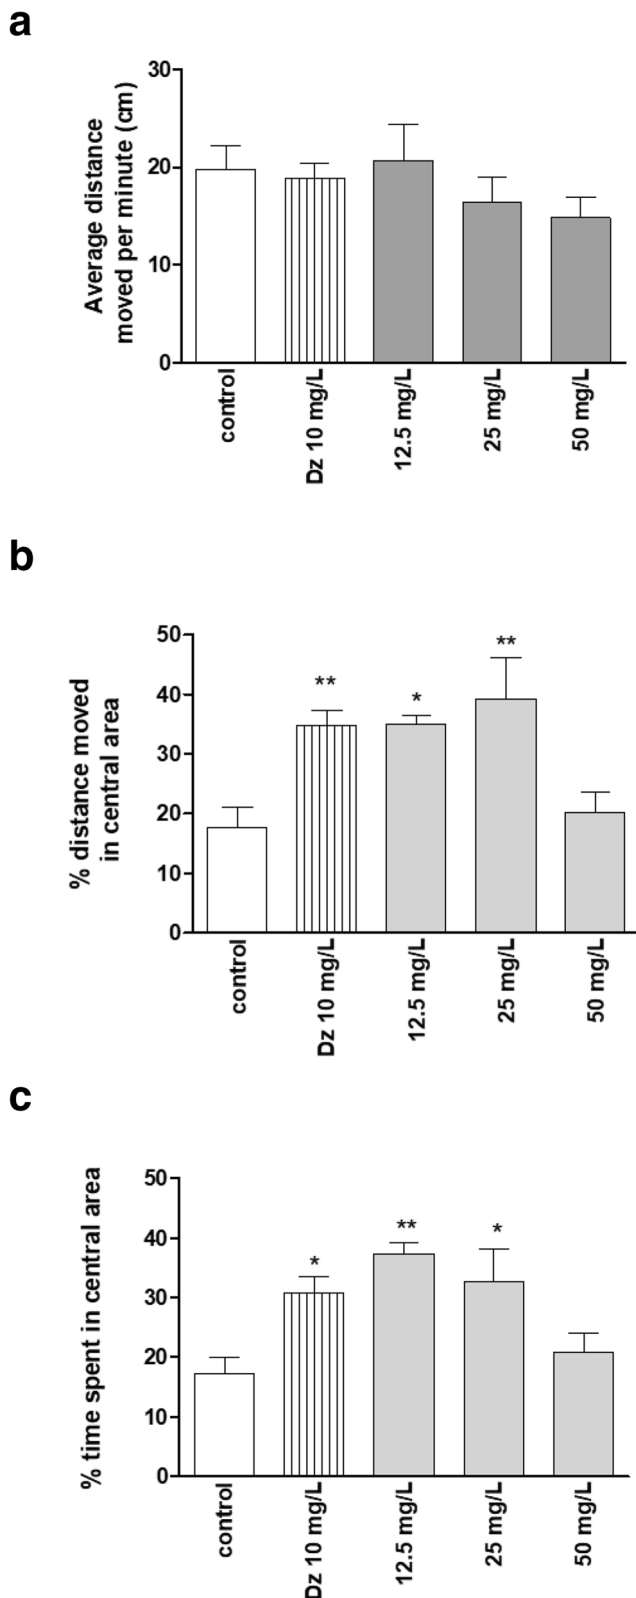 a
Average distance
moved per minute (cm)
30
20
10
0
control
Dz 10 mg/L
12.5 mg/L
25 mg/L
50 mg/L
b
% distance moved
in central area
50
40
30
20
10
0
**
*
**
control
Dz 10 mg/L
12.5 mg/L
25 mg/L
50 mg/L
c
% time spent in central area
50
40
30
20
10
0
*
**
*
control
Dz 10 mg/L
12.5 mg/L
25 mg/L
50 mg/L